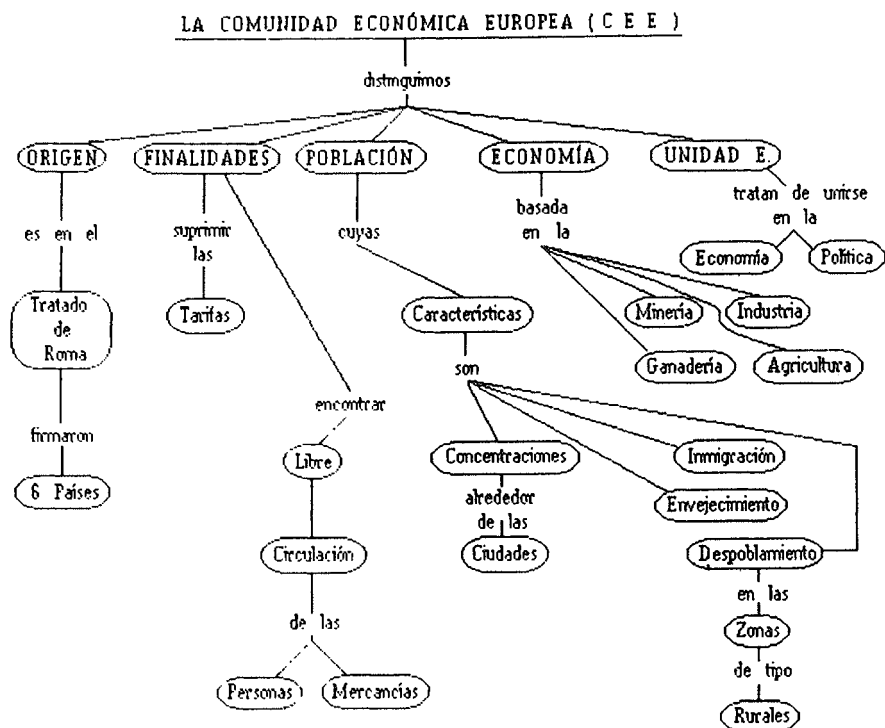 LA COMUNIDAD ECONÓMICA EUROPEA ( C E E )
distinguimos
ORIGEN
FINALIDADES
POBLACIÓN
ECONOMÍA
UNIDAD E.
es en el
Tratado
de
Roma
firmaron
6 Países
suprimir
las
Tarifas
encontrar
Libre
Circulación
de las
Personas
Mercancías
cuyas
Características
son
Concentraciones
alrededor
de las
Ciudades
Inmigración
Envejecimiento
Despoblamiento
en las
Zonas
de tipo
Rurales
basada
en la
Minería
Industria
Ganadería
Agricultura
tratan de unirse
en la
Economía
Política